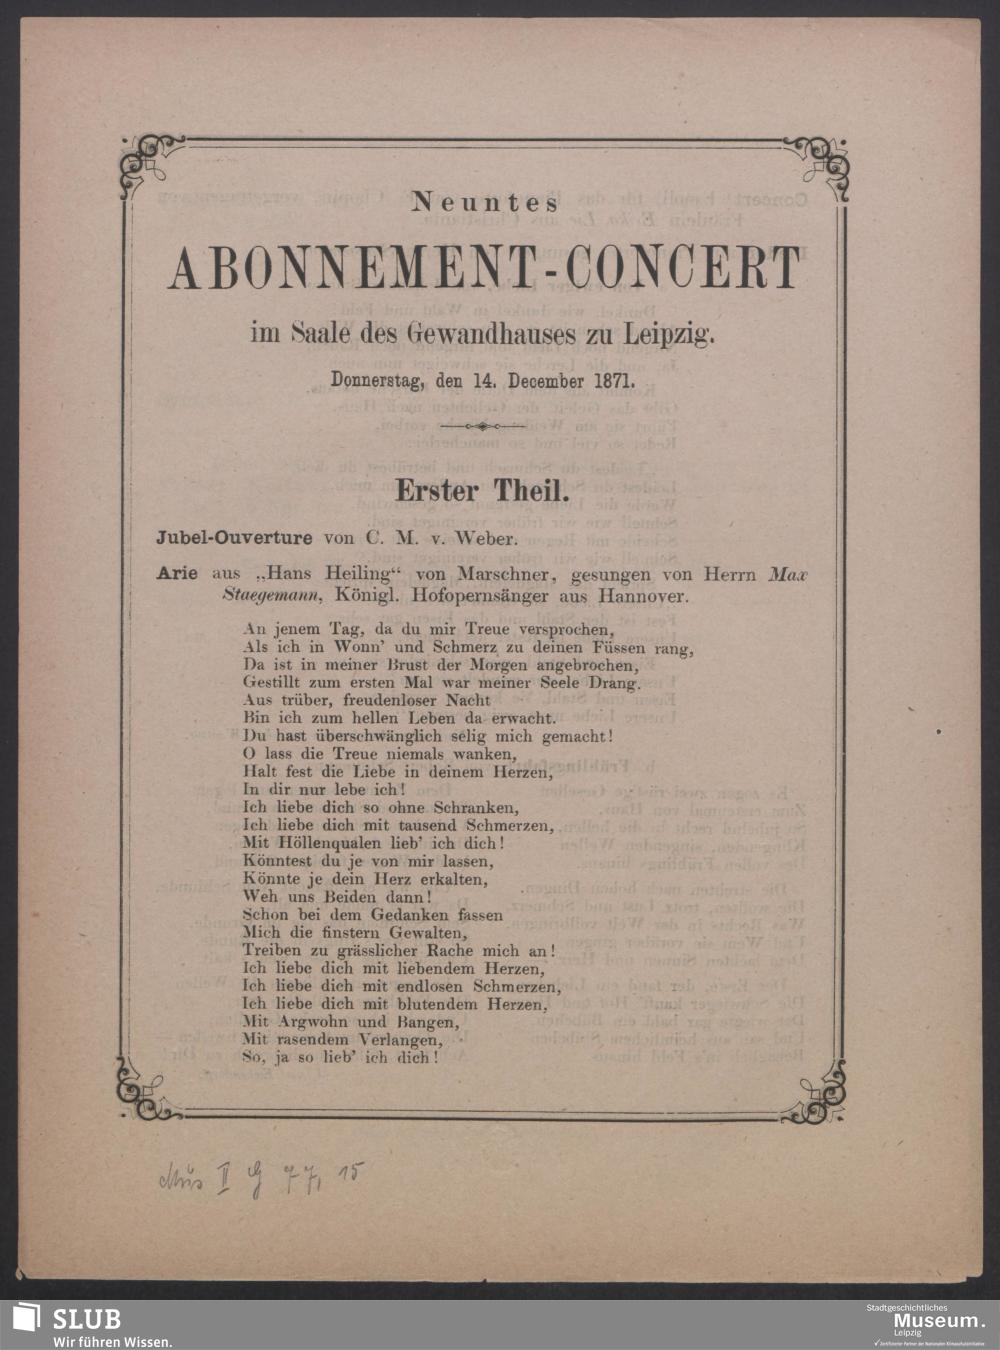 Neuntes
ABONNEMENT-CONCERT
im Saale des Gewandhauses zu Leipzig.
Donnerstag, den 14. December 1871.
Erster Theil.
Jubel-Ouverture von C. M. v. Weber.
Arie aus „Hans Heiling“ von Marschner, gesungen von Herrn Max
Staegemann, Königl. Hofopernsänger aus Hannover.
An jenem Tag, da du mir Treue versprochen,
Als ich in Wonn’ und Schmerz zu deinen Füssen rang,
Da ist in meiner Brust der Morgen angebrochen,
Gestillt zum ersten Mal war meiner Seele Drang.
Aus trüber, freudenloser Nacht
Bin ich zum hellen Leben da erwacht.
Du hast überschwänglich selig mich gemacht!
O lass die Treue niemals wanken,
Halt fest die Liebe in deinem Herzen,
In dir nur lebe ich!
Ich liebe dich so ohne Schranken,
Ich liebe dich mit tausend Schmerzen,
Mit Höllenqualen lieb’ ich dich!
Könntest du je von mir lassen,
Könnte je dein Herz erkalten,
Weh uns Beiden dann!
Schon bei dem Gedanken fassen
Mich die finstern Gewalten,
Treiben zu grässlicher Rache mich an!
Ich liebe dich mit liebendem Herzen,
Ich liebe dich mit endlosen Schmerzen,
Ich liebe dich mit blutendem Herzen,
Mit Argwohn und Bangen,
Mit rasendem Verlangen,
So, ja so lieb’ ich dich!
Mus II G 77, 15
SLUB
Wir führen Wissen.
Stadtgeschichtliches
Museum.
Leipzig
Zertifizierter Partner der Nationalen Klimaschutzinitiative